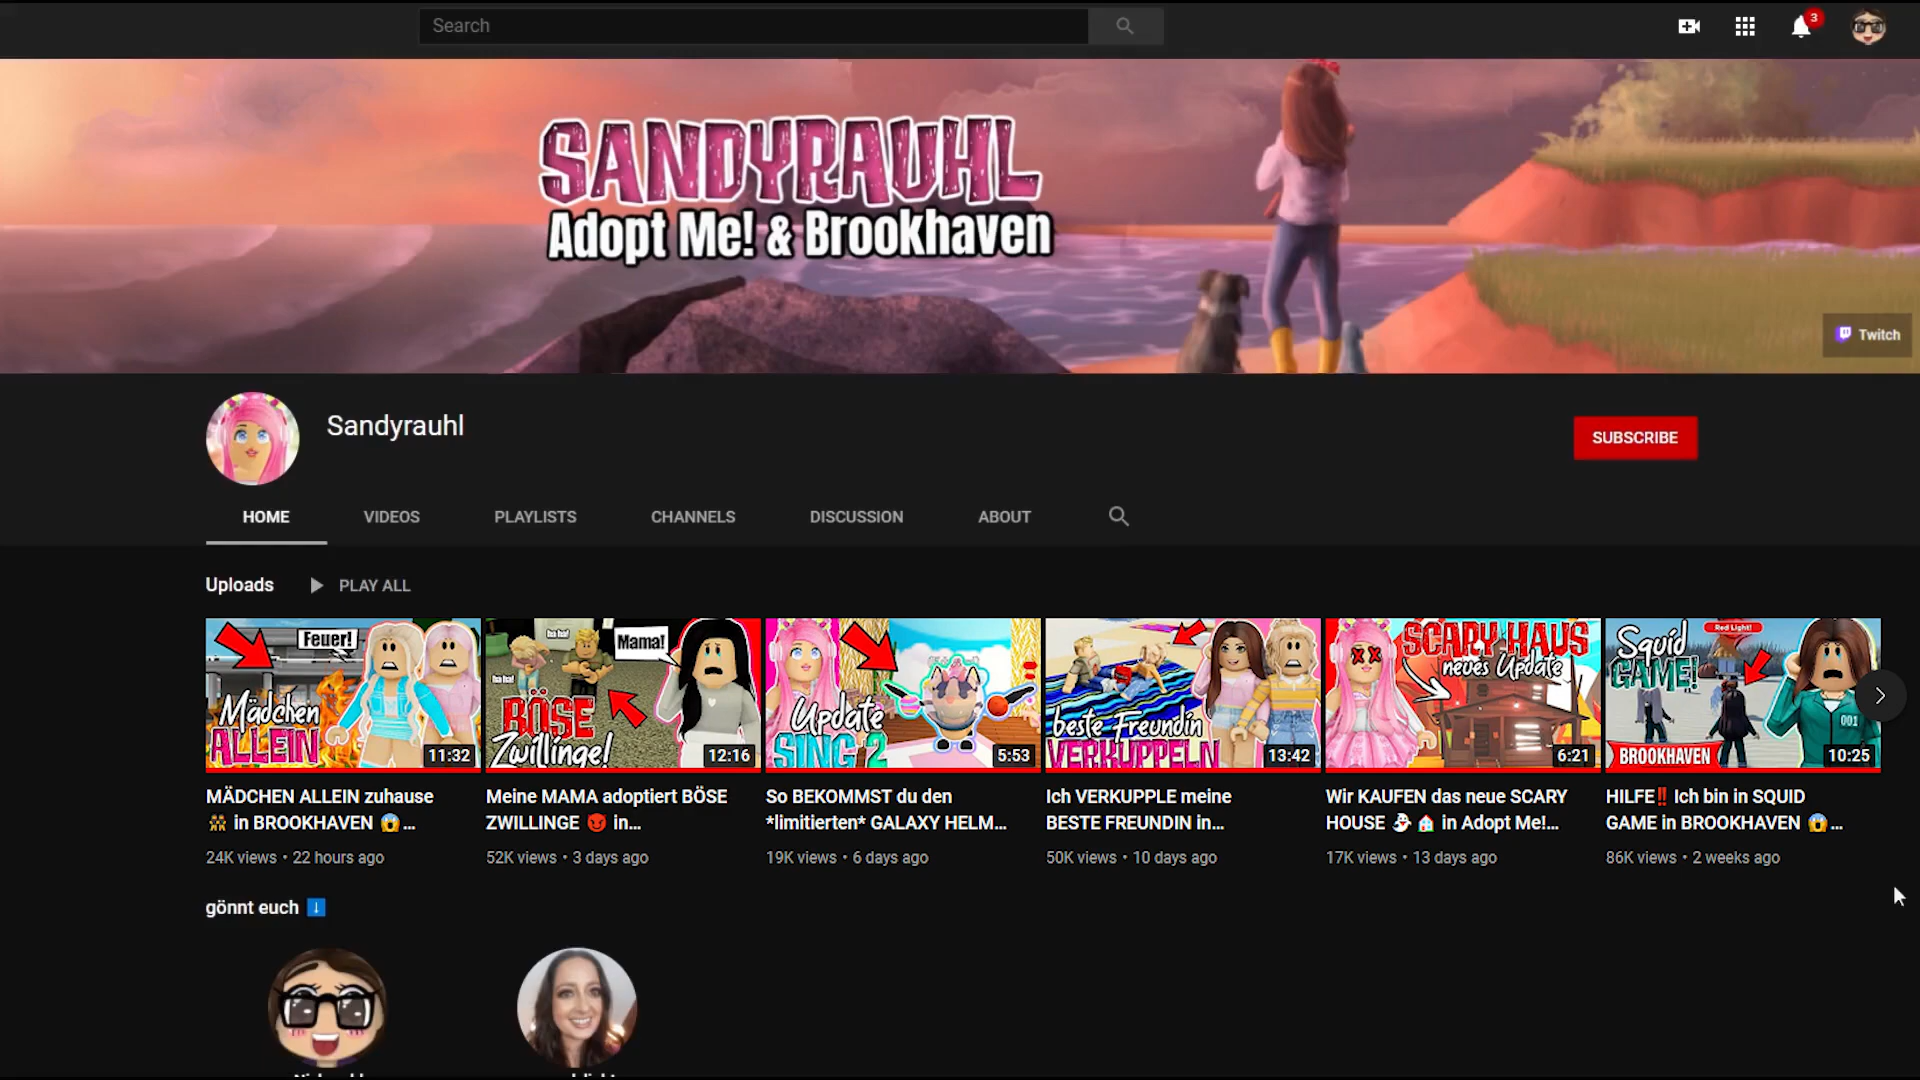 Search
3
SANDYRAUHL
Adopt Me! & Brookhaven
Twitch
Sandyrauhl
SUBSCRIBE
HOME
VIDEOS
PLAYLISTS
CHANNELS
DISCUSSION
ABOUT
Uploads
PLAY ALL
Feuer!
Mädchen
ALLEIN
11:32
ha ha!
Mama!
ha ha!
BÖSE
Zwillinge!
12:16
Update
SING 2
5:53
beste Freundin
VERKUPPELN
13:42
SCARY HAUS
neues Update
6:21
Red Light!
Squid
GAME!
001
BROOKHAVEN
10:25
MÄDCHEN ALLEIN zuhause
👯 in BROOKHAVEN 😱...
24K views • 22 hours ago
Meine MAMA adoptiert BÖSE
ZWILLINGE 😈 in...
52K views • 3 days ago
So BEKOMMST du den
*limitierten* GALAXY HELM...
19K views • 6 days ago
Ich VERKUPPLE meine
BESTE FREUNDIN in...
50K views • 10 days ago
Wir KAUFEN das neue SCARY
HOUSE 👻 🏠 in Adopt Me!...
17K views • 13 days ago
HILFE‼️ Ich bin in SQUID
GAME in BROOKHAVEN 😱...
86K views • 2 weeks ago
gönnt euch ⬇️